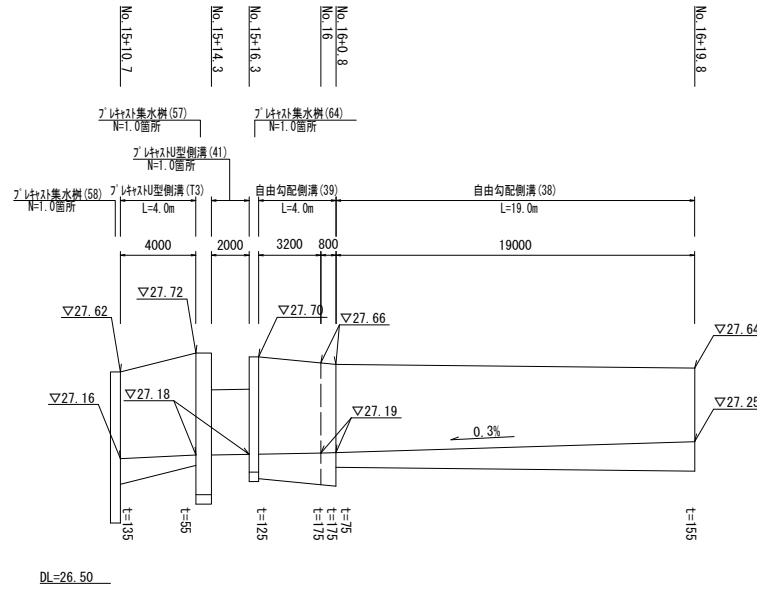 No.15+10.7
No.15+14.3
No.15+16.3
No.16
No.16+0.8
No.16+19.8
プレキャスト集水桝(57)
N=1.0箇所
プレキャスト集水桝(64)
N=1.0箇所
プレキャストU型側溝(41)
N=1.0箇所
プレキャスト集水桝(58)
N=1.0箇所
プレキャストU型側溝(T3)
L=4.0m
自由勾配側溝(39)
L=4.0m
自由勾配側溝(38)
L=19.0m
4000
2000
3200
800
19000
▽27.62
▽27.72
▽27.70
▽27.66
▽27.64
▽27.16
▽27.18
▽27.19
▽27.25
0.3%
t=135
t=55
t=125
t=175
t=175
t=75
t=155
DL=26.50